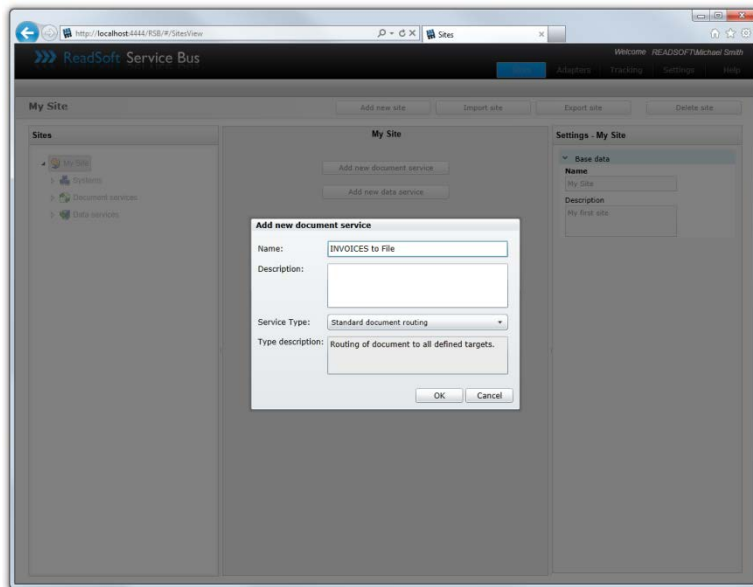 http://localhost:4444/RSB/#/SitesView
Sites
Welcome READSOFT\Michael Smith
ReadSoft Service Bus
Adapters
Tracking
Settings
Help
My Site
Add new site
Import site
Export site
Delete site
Sites
My Site
Systems
Document services
Data services
My Site
Add new document service
Add new data service
Settings - My Site
Base data
Name
My Site
Description
My first site
Add new document service
Name:
INVOICES to File
Description:
Service Type:
Standard document routing
Type description:
Routing of document to all defined targets.
OK
Cancel